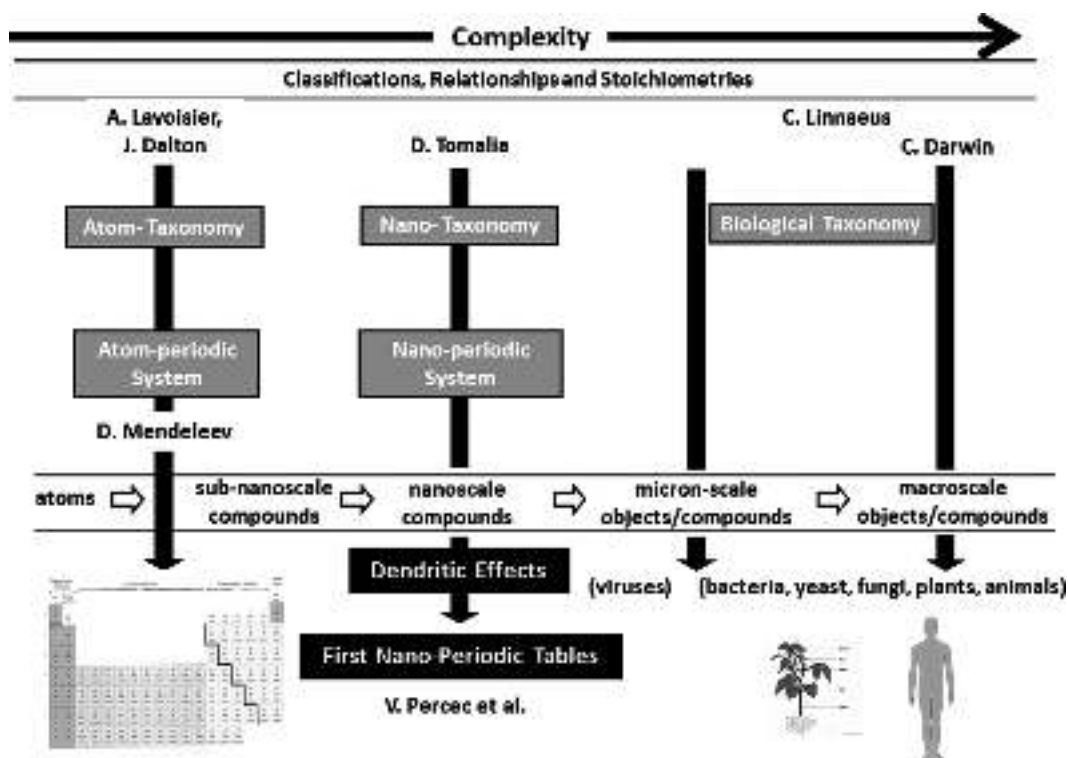 Complexity
Classifications, Relationships and Stoichiometries
A. Lavoisier,
J. Dalton
D. Tomalia
C. Linnaeus
C. Darwin
Atom-Taxonomy
Nano-Taxonomy
Biological Taxonomy
Atom-periodic
System
Nano-periodic
System
D. Mendeleev
atoms
sub-nanoscale
compounds
nanoscale
compounds
micron-scale
objects/compounds
macroscale
objects/compounds
Dendritic Effects
(viruses)
(bacteria, yeast, fungi, plants, animals)
First Nano-Periodic Tables
V. Percec et al.